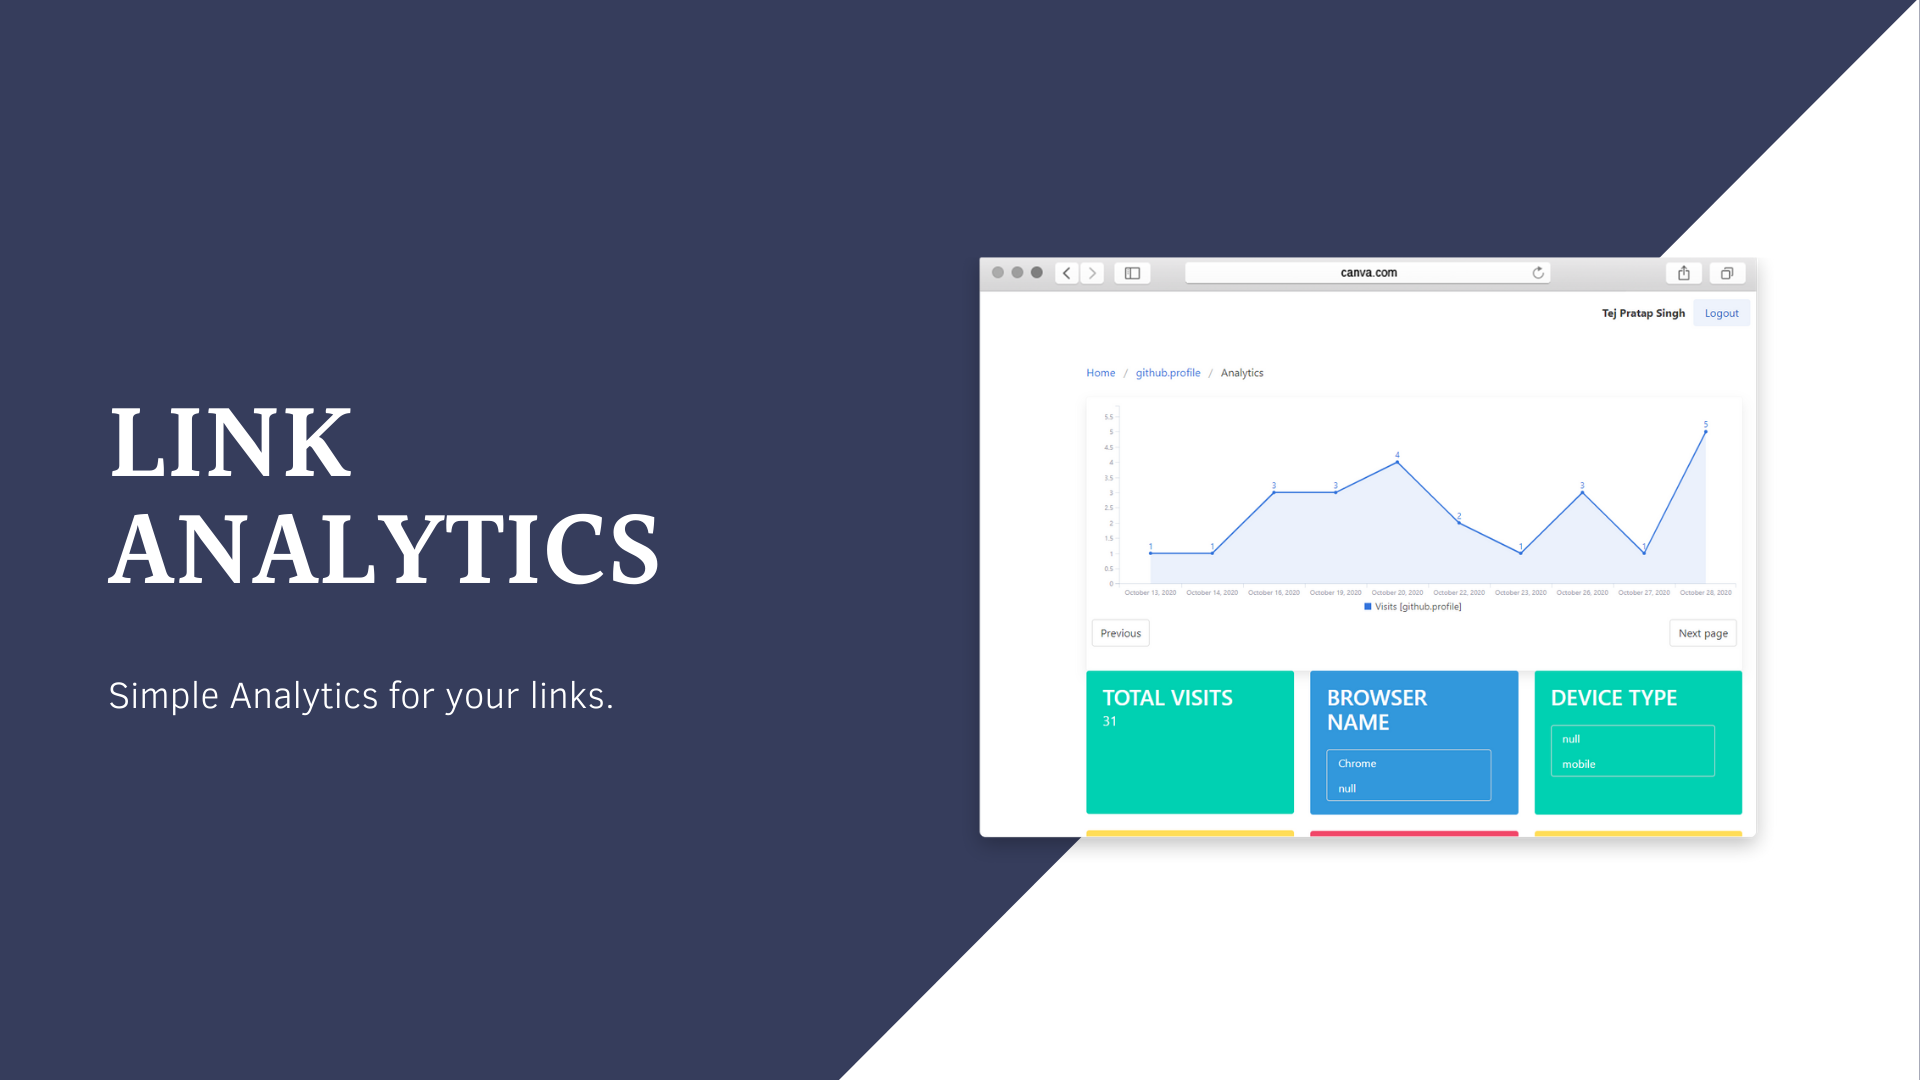 LINK
ANALYTICS
Simple Analytics for your links.
canva.com
Tej Pratap Singh Logout
Home / github.profile / Analytics
5.5
5
4.5
4
3.5
3
2.5
2
1.5
1
0.5
0
1 1 3 3 4 2 1 3 1 5
October 13, 2020 October 14, 2020 October 18, 2020 October 19, 2020 October 20, 2020 October 22, 2020 October 23, 2020 October 26, 2020 October 27, 2020 October 28, 2020
Visits [github.profile]
Previous Next page
TOTAL VISITS
31
BROWSER
NAME
Chrome
null
DEVICE TYPE
null
mobile